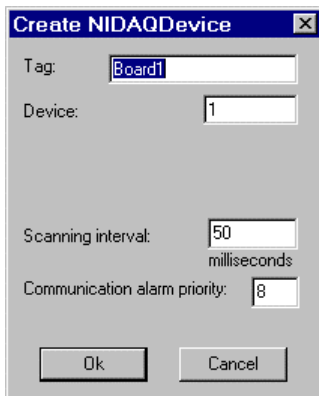 Create NIDAQDevice
Tag: Board1
Device: 1
Scanning interval: 50
milliseconds
Communication alarm priority: 8
Ok Cancel